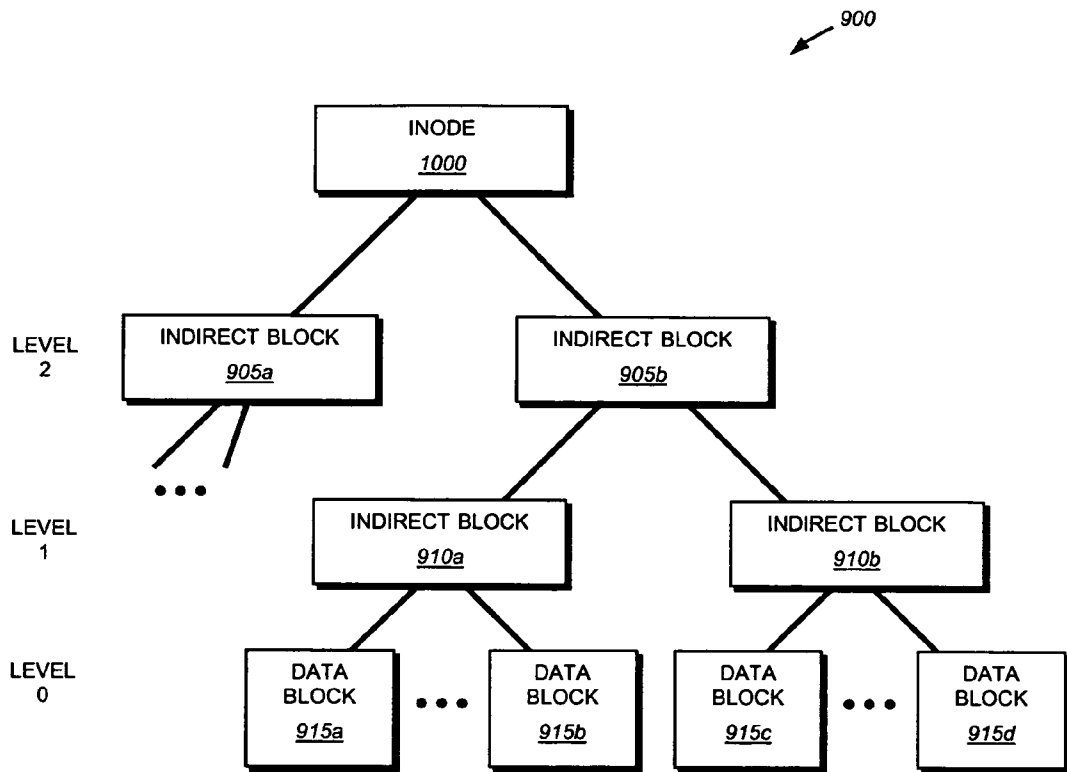 900
INODE
1000
LEVEL
2
INDIRECT BLOCK
905a
INDIRECT BLOCK
905b
LEVEL
1
INDIRECT BLOCK
910a
INDIRECT BLOCK
910b
LEVEL
0
DATA
BLOCK
915a
DATA
BLOCK
915b
DATA
BLOCK
915c
DATA
BLOCK
915d